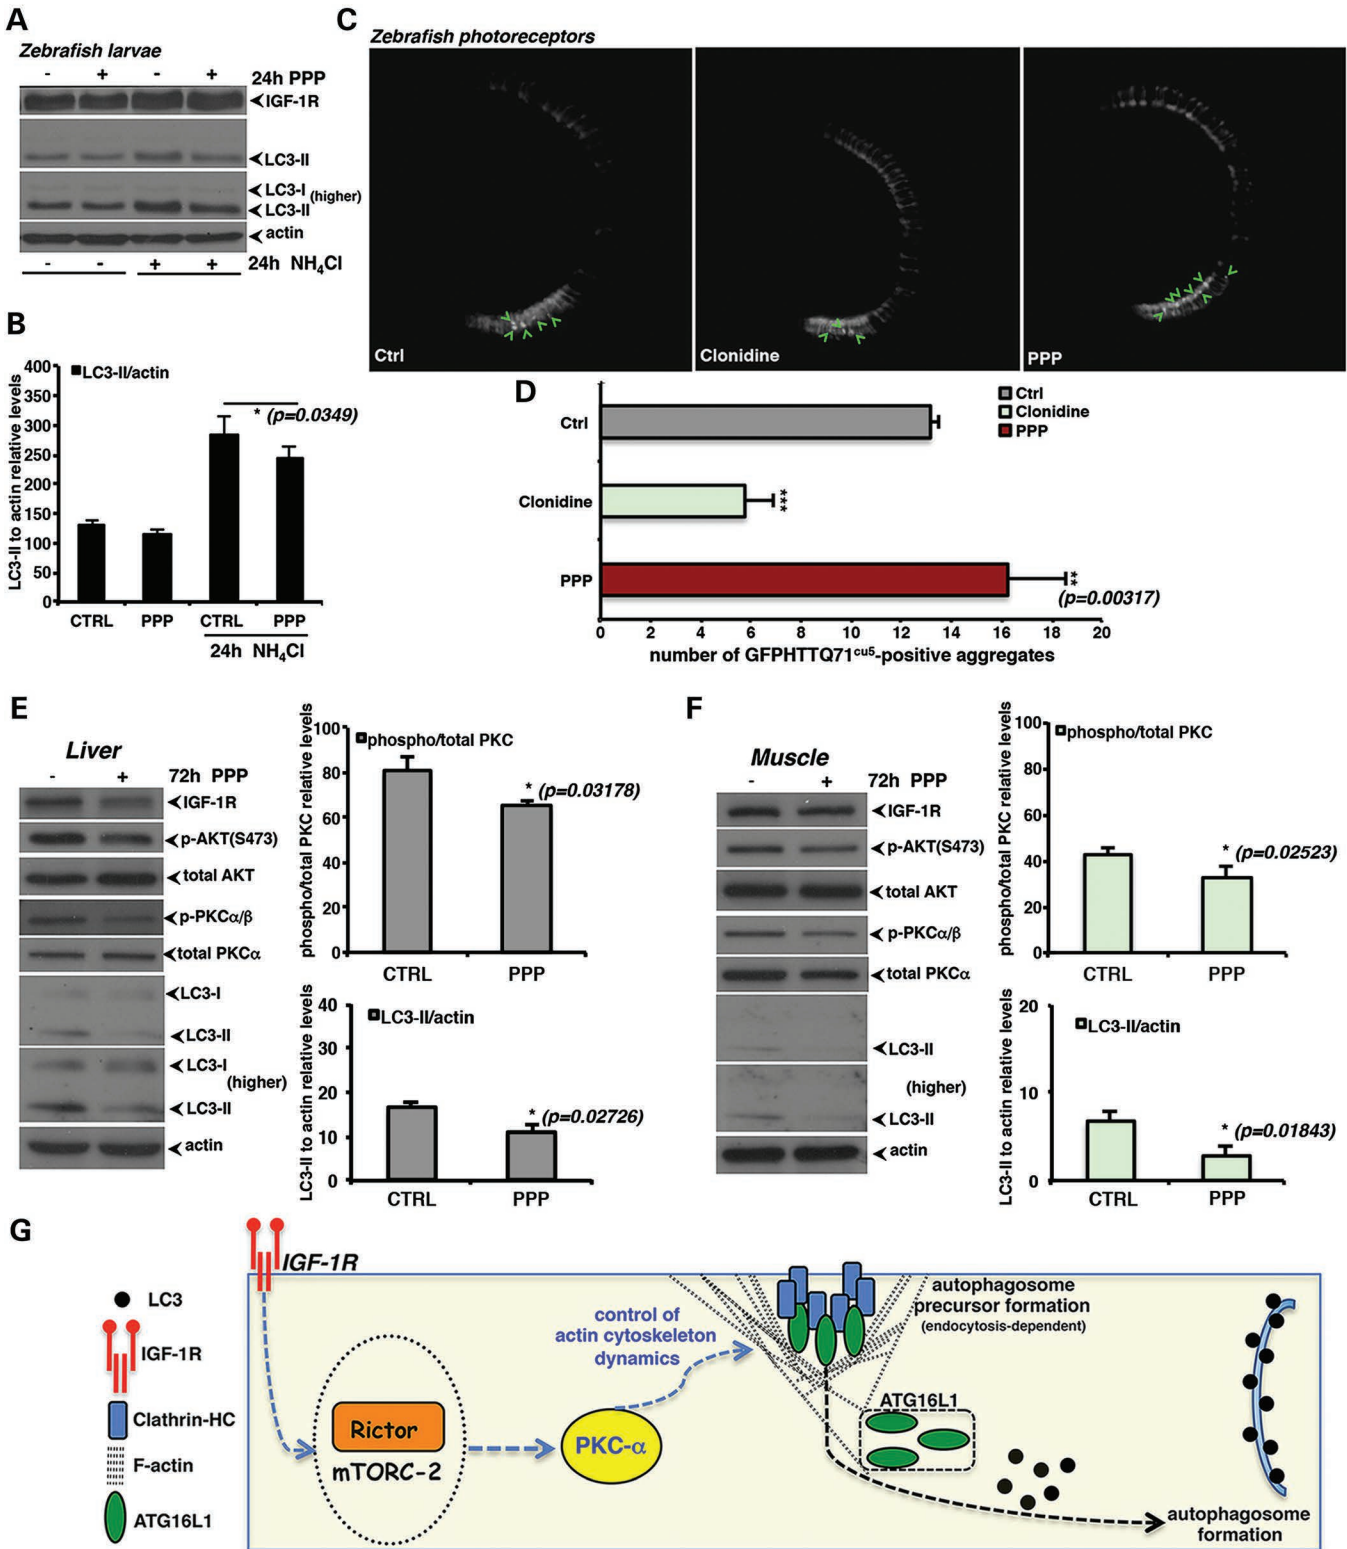 A
Zebrafish larvae
- + - + 24h PPP
IGF-1R
LC3-II
LC3-I (higher)
LC3-II
actin
- - + + 24h NH₄Cl
B
LC3-II to actin relative levels
LC3-II/actin
400
350
300
250
200
150
100
50
0
* (p=0.0349)
CTRL PPP CTRL PPP
24h NH₄Cl
C
Zebrafish photoreceptors
Ctrl
Clonidine
PPP
D
Ctrl
Clonidine
PPP
Ctrl
Clonidine
PPP
***
**
(p=0.00317)
0 2 4 6 8 10 12 14 16 18 20
number of GFPHTTQ71ᶜᵘ⁵-positive aggregates
E
Liver
- + 72h PPP
IGF-1R
p-AKT(S473)
total AKT
p-PKCα/β
total PKCα
LC3-I
LC3-II
LC3-I
(higher)
LC3-II
actin
phospho/total PKC relative levels
phospho/total PKC
100
80
60
40
20
0
* (p=0.03178)
CTRL PPP
LC3-II to actin relative levels
LC3-II/actin
40
30
20
10
0
* (p=0.02726)
CTRL PPP
F
Muscle
- + 72h PPP
IGF-1R
p-AKT(S473)
total AKT
p-PKCα/β
total PKCα
LC3-II
(higher)
LC3-II
actin
phospho/total PKC relative levels
phospho/total PKC
100
80
60
40
20
0
* (p=0.02523)
CTRL PPP
LC3-II to actin relative levels
LC3-II/actin
20
10
0
* (p=0.01843)
CTRL PPP
G
LC3
IGF-1R
Clathrin-HC
F-actin
ATG16L1
IGF-1R
Rictor
mTORC-2
PKC-α
control of
actin cytoskeleton
dynamics
autophagosome
precursor formation
(endocytosis-dependent)
ATG16L1
autophagosome
formation